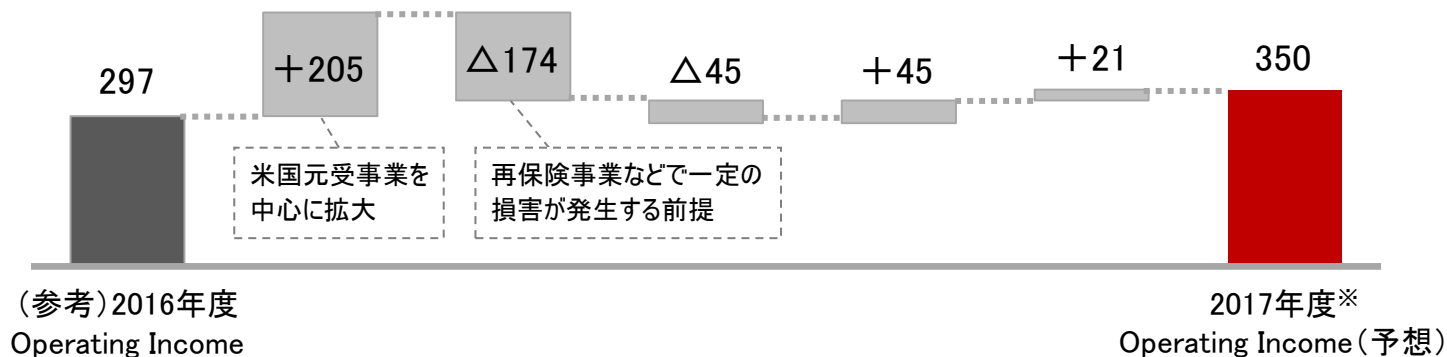 297
＋205
△174
△45
＋45
＋21
350
米国元受事業を
中心に拡大
再保険事業などで一定の
損害が発生する前提
（参考）2016年度
Operating Income
2017年度※
Operating Income（予想）